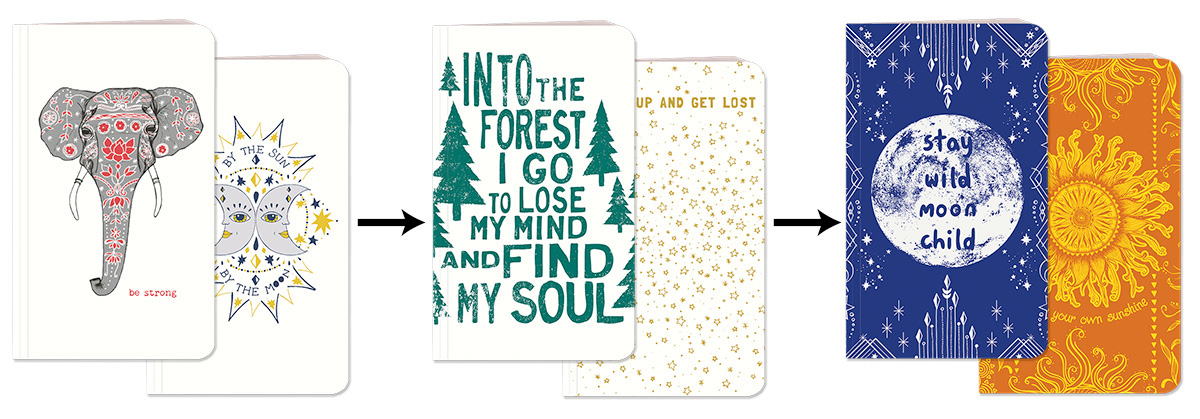 be strong
BY THE SUN
BY THE MOON
INTO THE
FOREST
I GO
TO LOSE
MY MIND
AND FIND
MY SOUL
UP AND GET LOST
stay
wild
moon
child
your own sunshine